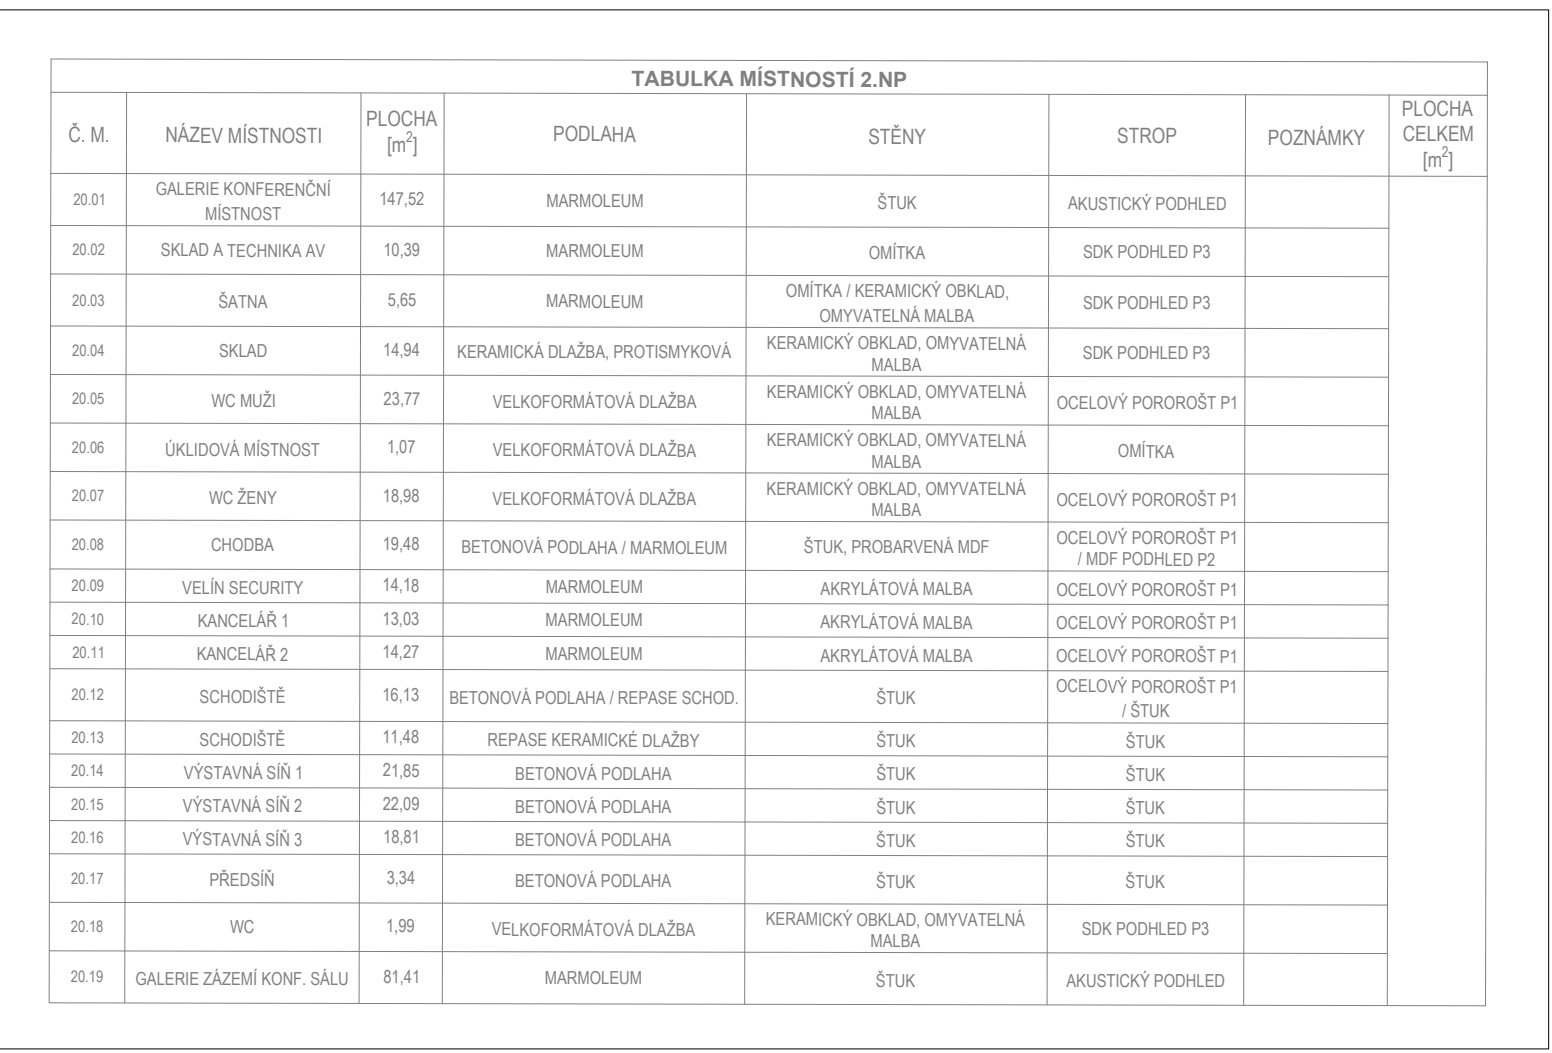 TABULKA MÍSTNOSTÍ 2.NP
Č. M. NÁZEV MÍSTNOSTI PLOCHA [m²] PODLAHA STĚNY STROP POZNÁMKY PLOCHA CELKEM [m²]
20.01 GALERIE KONFERENČNÍ MÍSTNOST 147,52 MARMOLEUM ŠTUK AKUSTICKÝ PODHLED
20.02 SKLAD A TECHNIKA AV 10,39 MARMOLEUM OMÍTKA SDK PODHLED P3
20.03 ŠATNA 5,65 MARMOLEUM OMÍTKA / KERAMICKÝ OBKLAD, OMYVATELNÁ MALBA SDK PODHLED P3
20.04 SKLAD 14,94 KERAMICKÁ DLAŽBA, PROTISMYKOVÁ KERAMICKÝ OBKLAD, OMYVATELNÁ MALBA SDK PODHLED P3
20.05 WC MUŽI 23,77 VELKOFORMÁTOVÁ DLAŽBA KERAMICKÝ OBKLAD, OMYVATELNÁ MALBA OCELOVÝ POROROŠT P1
20.06 ÚKLIDOVÁ MÍSTNOST 1,07 VELKOFORMÁTOVÁ DLAŽBA KERAMICKÝ OBKLAD, OMYVATELNÁ MALBA OMÍTKA
20.07 WC ŽENY 18,98 VELKOFORMÁTOVÁ DLAŽBA KERAMICKÝ OBKLAD, OMYVATELNÁ MALBA OCELOVÝ POROROŠT P1
20.08 CHODBA 19,48 BETONOVÁ PODLAHA / MARMOLEUM ŠTUK, PROBARVENÁ MDF OCELOVÝ POROROŠT P1 / MDF PODHLED P2
20.09 VELÍN SECURITY 14,18 MARMOLEUM AKRYLÁTOVÁ MALBA OCELOVÝ POROROŠT P1
20.10 KANCELÁŘ 1 13,03 MARMOLEUM AKRYLÁTOVÁ MALBA OCELOVÝ POROROŠT P1
20.11 KANCELÁŘ 2 14,27 MARMOLEUM AKRYLÁTOVÁ MALBA OCELOVÝ POROROŠT P1
20.12 SCHODIŠTĚ 16,13 BETONOVÁ PODLAHA / REPASE SCHOD. ŠTUK OCELOVÝ POROROŠT P1 / ŠTUK
20.13 SCHODIŠTĚ 11,48 REPASE KERAMICKÉ DLAŽBY ŠTUK ŠTUK
20.14 VÝSTAVNÁ SÍŇ 1 21,85 BETONOVÁ PODLAHA ŠTUK ŠTUK
20.15 VÝSTAVNÁ SÍŇ 2 22,09 BETONOVÁ PODLAHA ŠTUK ŠTUK
20.16 VÝSTAVNÁ SÍŇ 3 18,81 BETONOVÁ PODLAHA ŠTUK ŠTUK
20.17 PŘEDSÍŇ 3,34 BETONOVÁ PODLAHA ŠTUK ŠTUK
20.18 WC 1,99 VELKOFORMÁTOVÁ DLAŽBA KERAMICKÝ OBKLAD, OMYVATELNÁ MALBA SDK PODHLED P3
20.19 GALERIE ZÁZEMÍ KONF. SÁLU 81,41 MARMOLEUM ŠTUK AKUSTICKÝ PODHLED